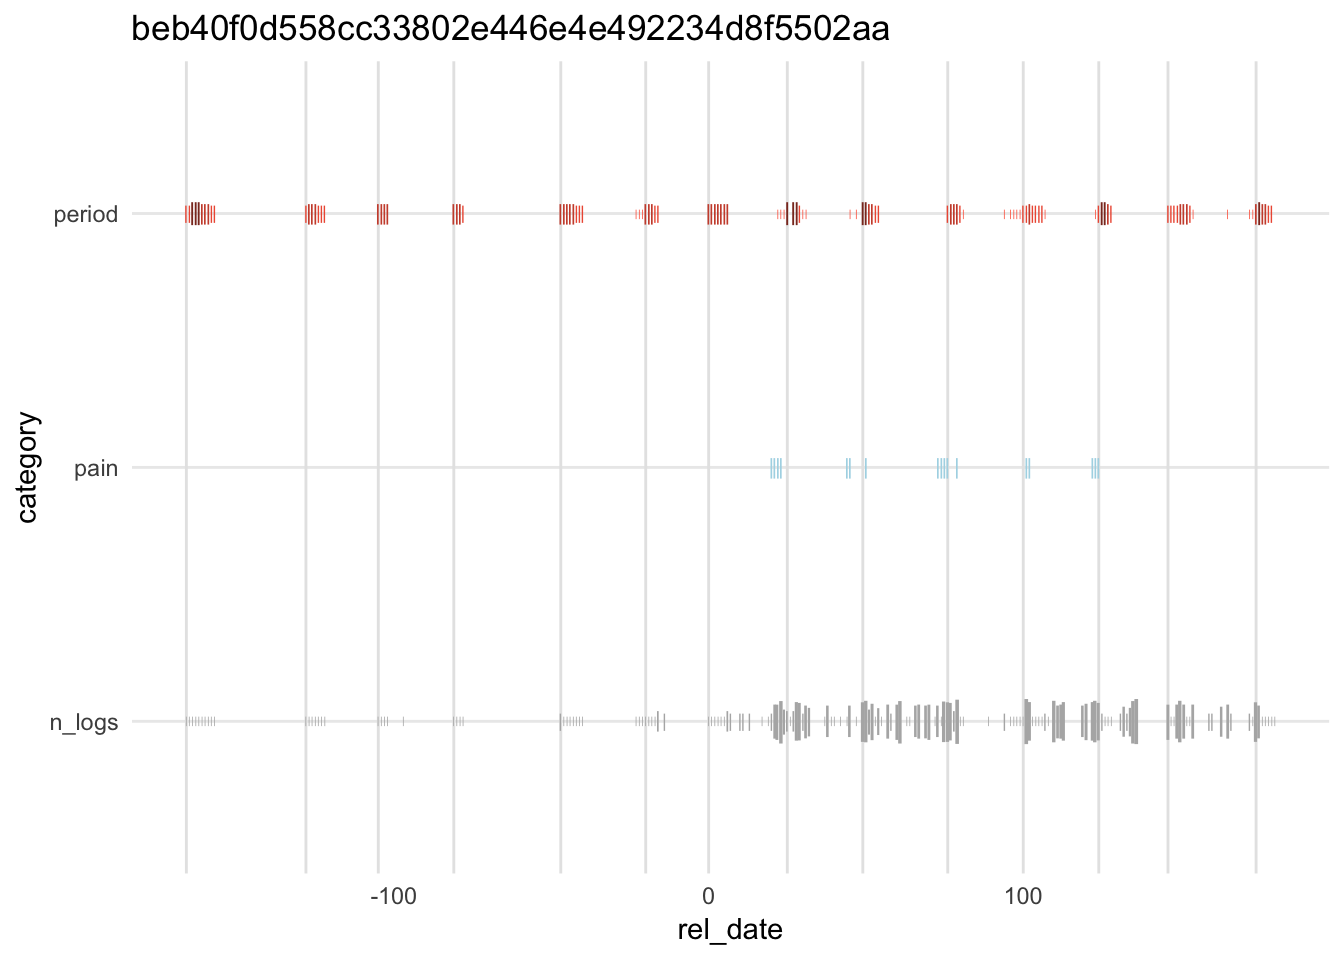 beb40f0d558cc33802e446e4e492234d8f5502aa
period
pain
n_logs
category
-100 0 100
rel_date